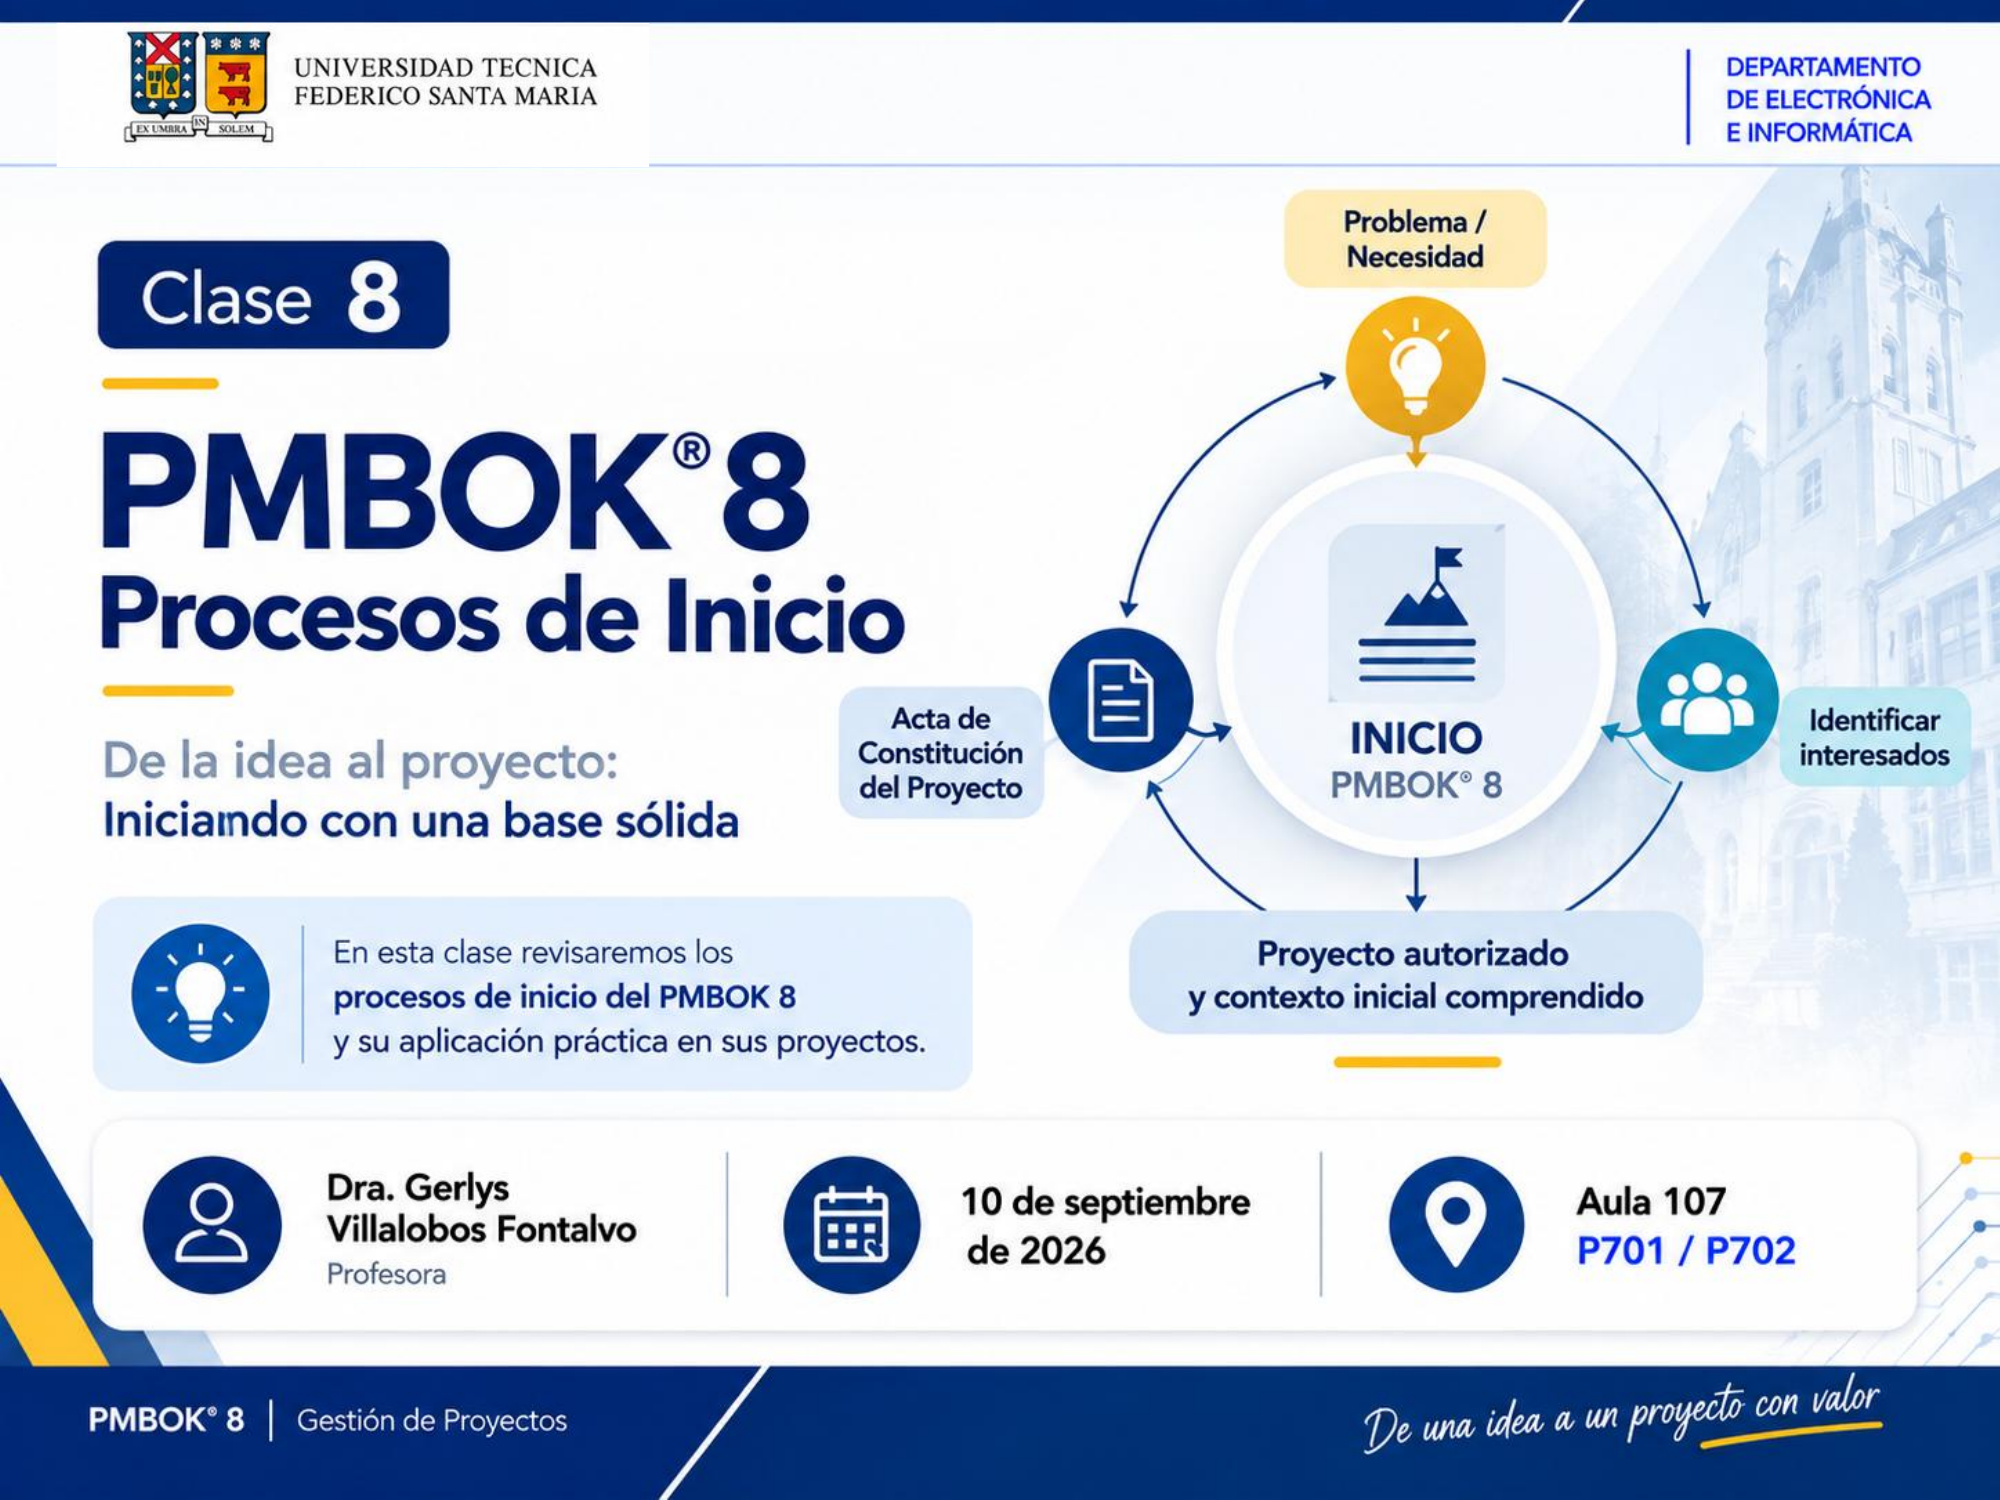 UNIVERSIDAD TECNICA
FEDERICO SANTA MARIA
EX UMBRA IN SOLEM
DEPARTAMENTO
DE ELECTRÓNICA
E INFORMÁTICA
Clase 8
PMBOK® 8
Procesos de Inicio
De la idea al proyecto:
Iniciamdo con una base sólida
En esta clase revisaremos los
procesos de inicio del PMBOK 8
y su aplicación práctica en sus proyectos.
Problema /
Necesidad
Acta de
Constitución
del Proyecto
INICIO
PMBOK® 8
Identificar
interesados
Proyecto autorizado
y contexto inicial comprendido
Dra. Gerlys
Villalobos Fontalvo
Profesora
10 de septiembre
de 2026
Aula 107
P701 / P702
PMBOK® 8 | Gestión de Proyectos
De una idea a un proyecto con valor